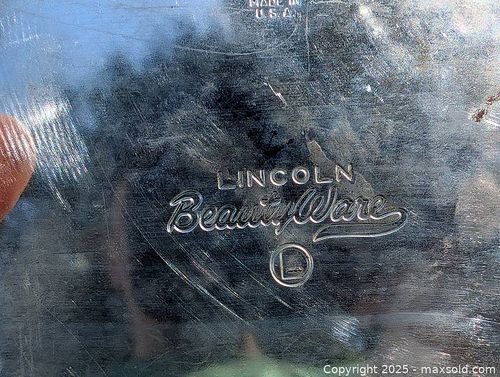 MADE IN
U.S.A.
LINCOLN
BeautyWare
L
Copyright 2025 - maxsold.com